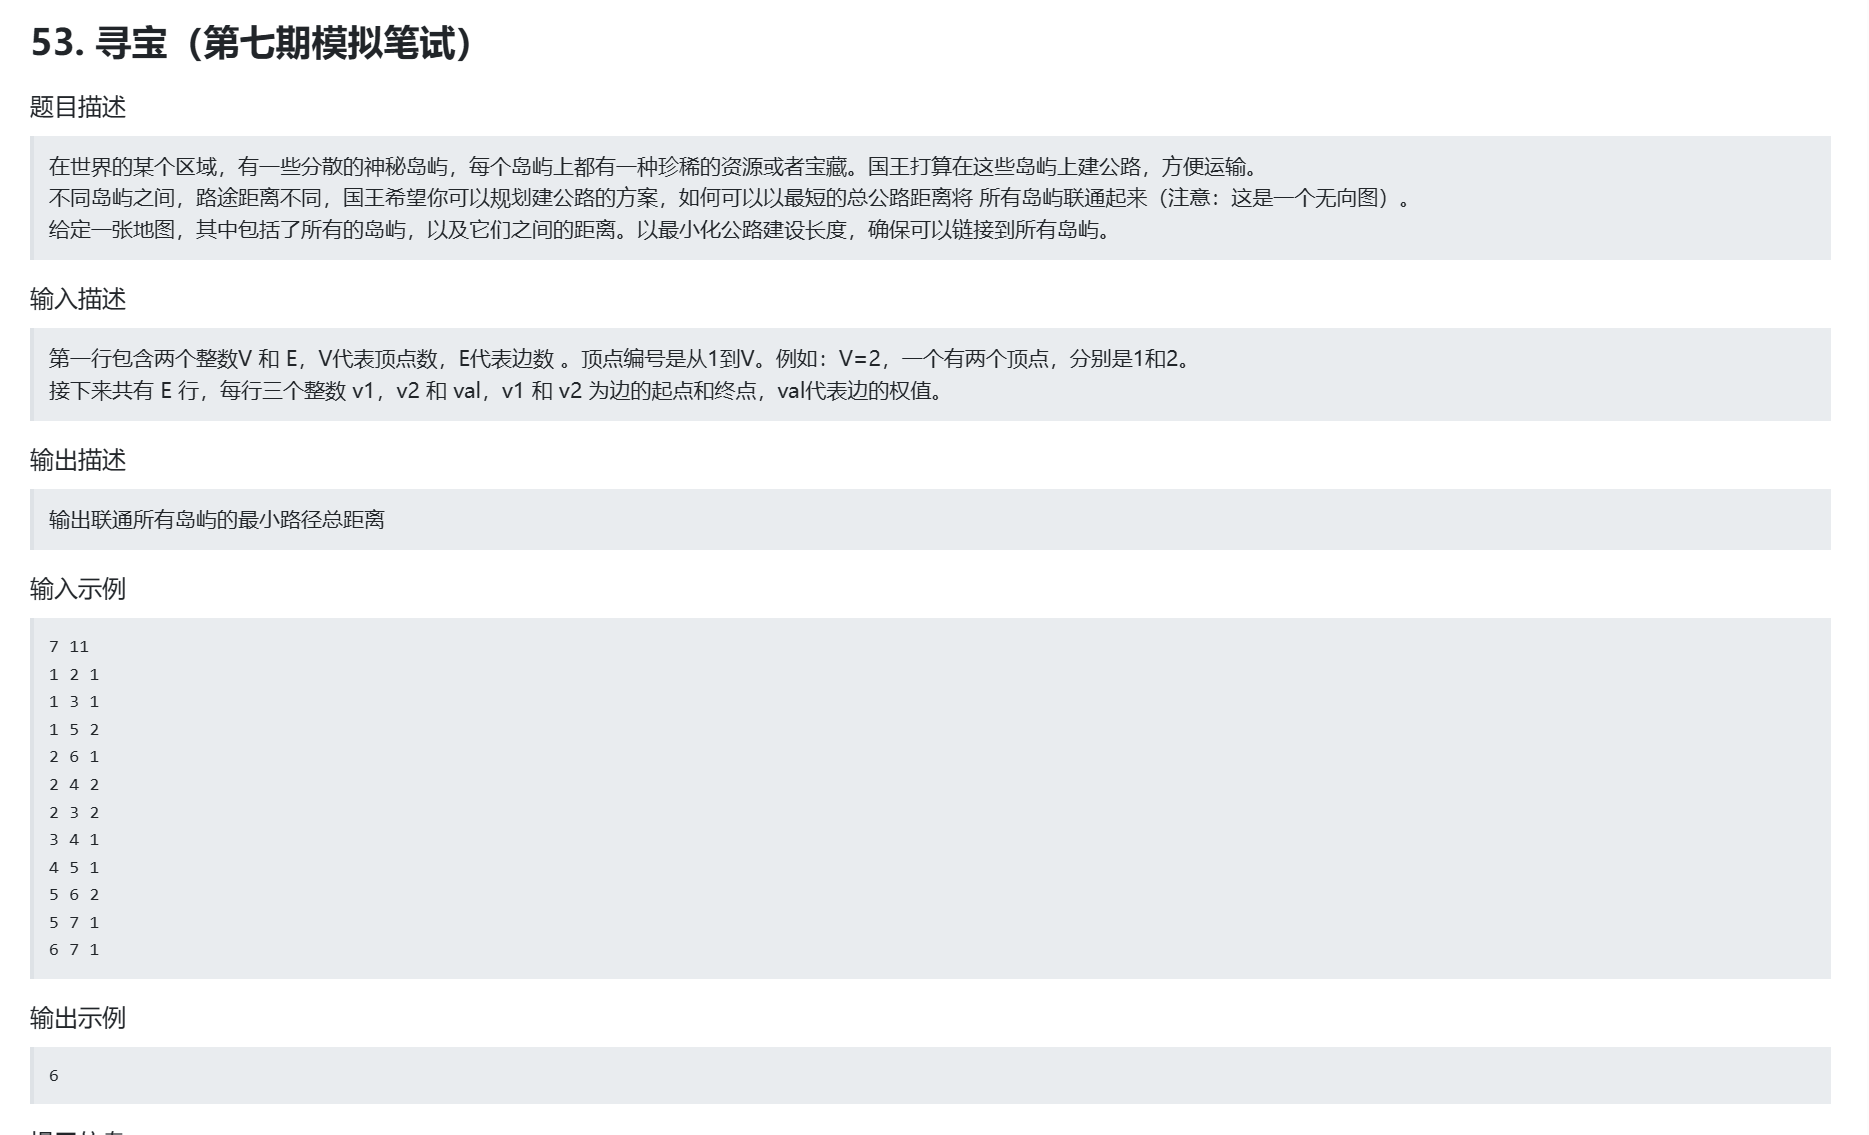 53. 寻宝（第七期模拟笔试）
题目描述
在世界的某个区域，有一些分散的神秘岛屿，每个岛屿上都有一种珍稀的资源或者宝藏。国王打算在这些岛屿上建公路，方便运输。
不同岛屿之间，路途距离不同，国王希望你可以规划建公路的方案，如何可以以最短的总公路距离将 所有岛屿联通起来（注意：这是一个无向图）。
给定一张地图，其中包括了所有的岛屿，以及它们之间的距离。以最小化公路建设长度，确保可以链接到所有岛屿。
输入描述
第一行包含两个整数V 和 E，V代表顶点数，E代表边数 。顶点编号是从1到V。例如：V=2，一个有两个顶点，分别是1和2。
接下来共有 E 行，每行三个整数 v1，v2 和 val，v1 和 v2 为边的起点和终点，val代表边的权值。
输出描述
输出联通所有岛屿的最小路径总距离
输入示例
7 11
1 2 1
1 3 1
1 5 2
2 6 1
2 4 2
2 3 2
3 4 1
4 5 1
5 6 2
5 7 1
6 7 1
输出示例
6